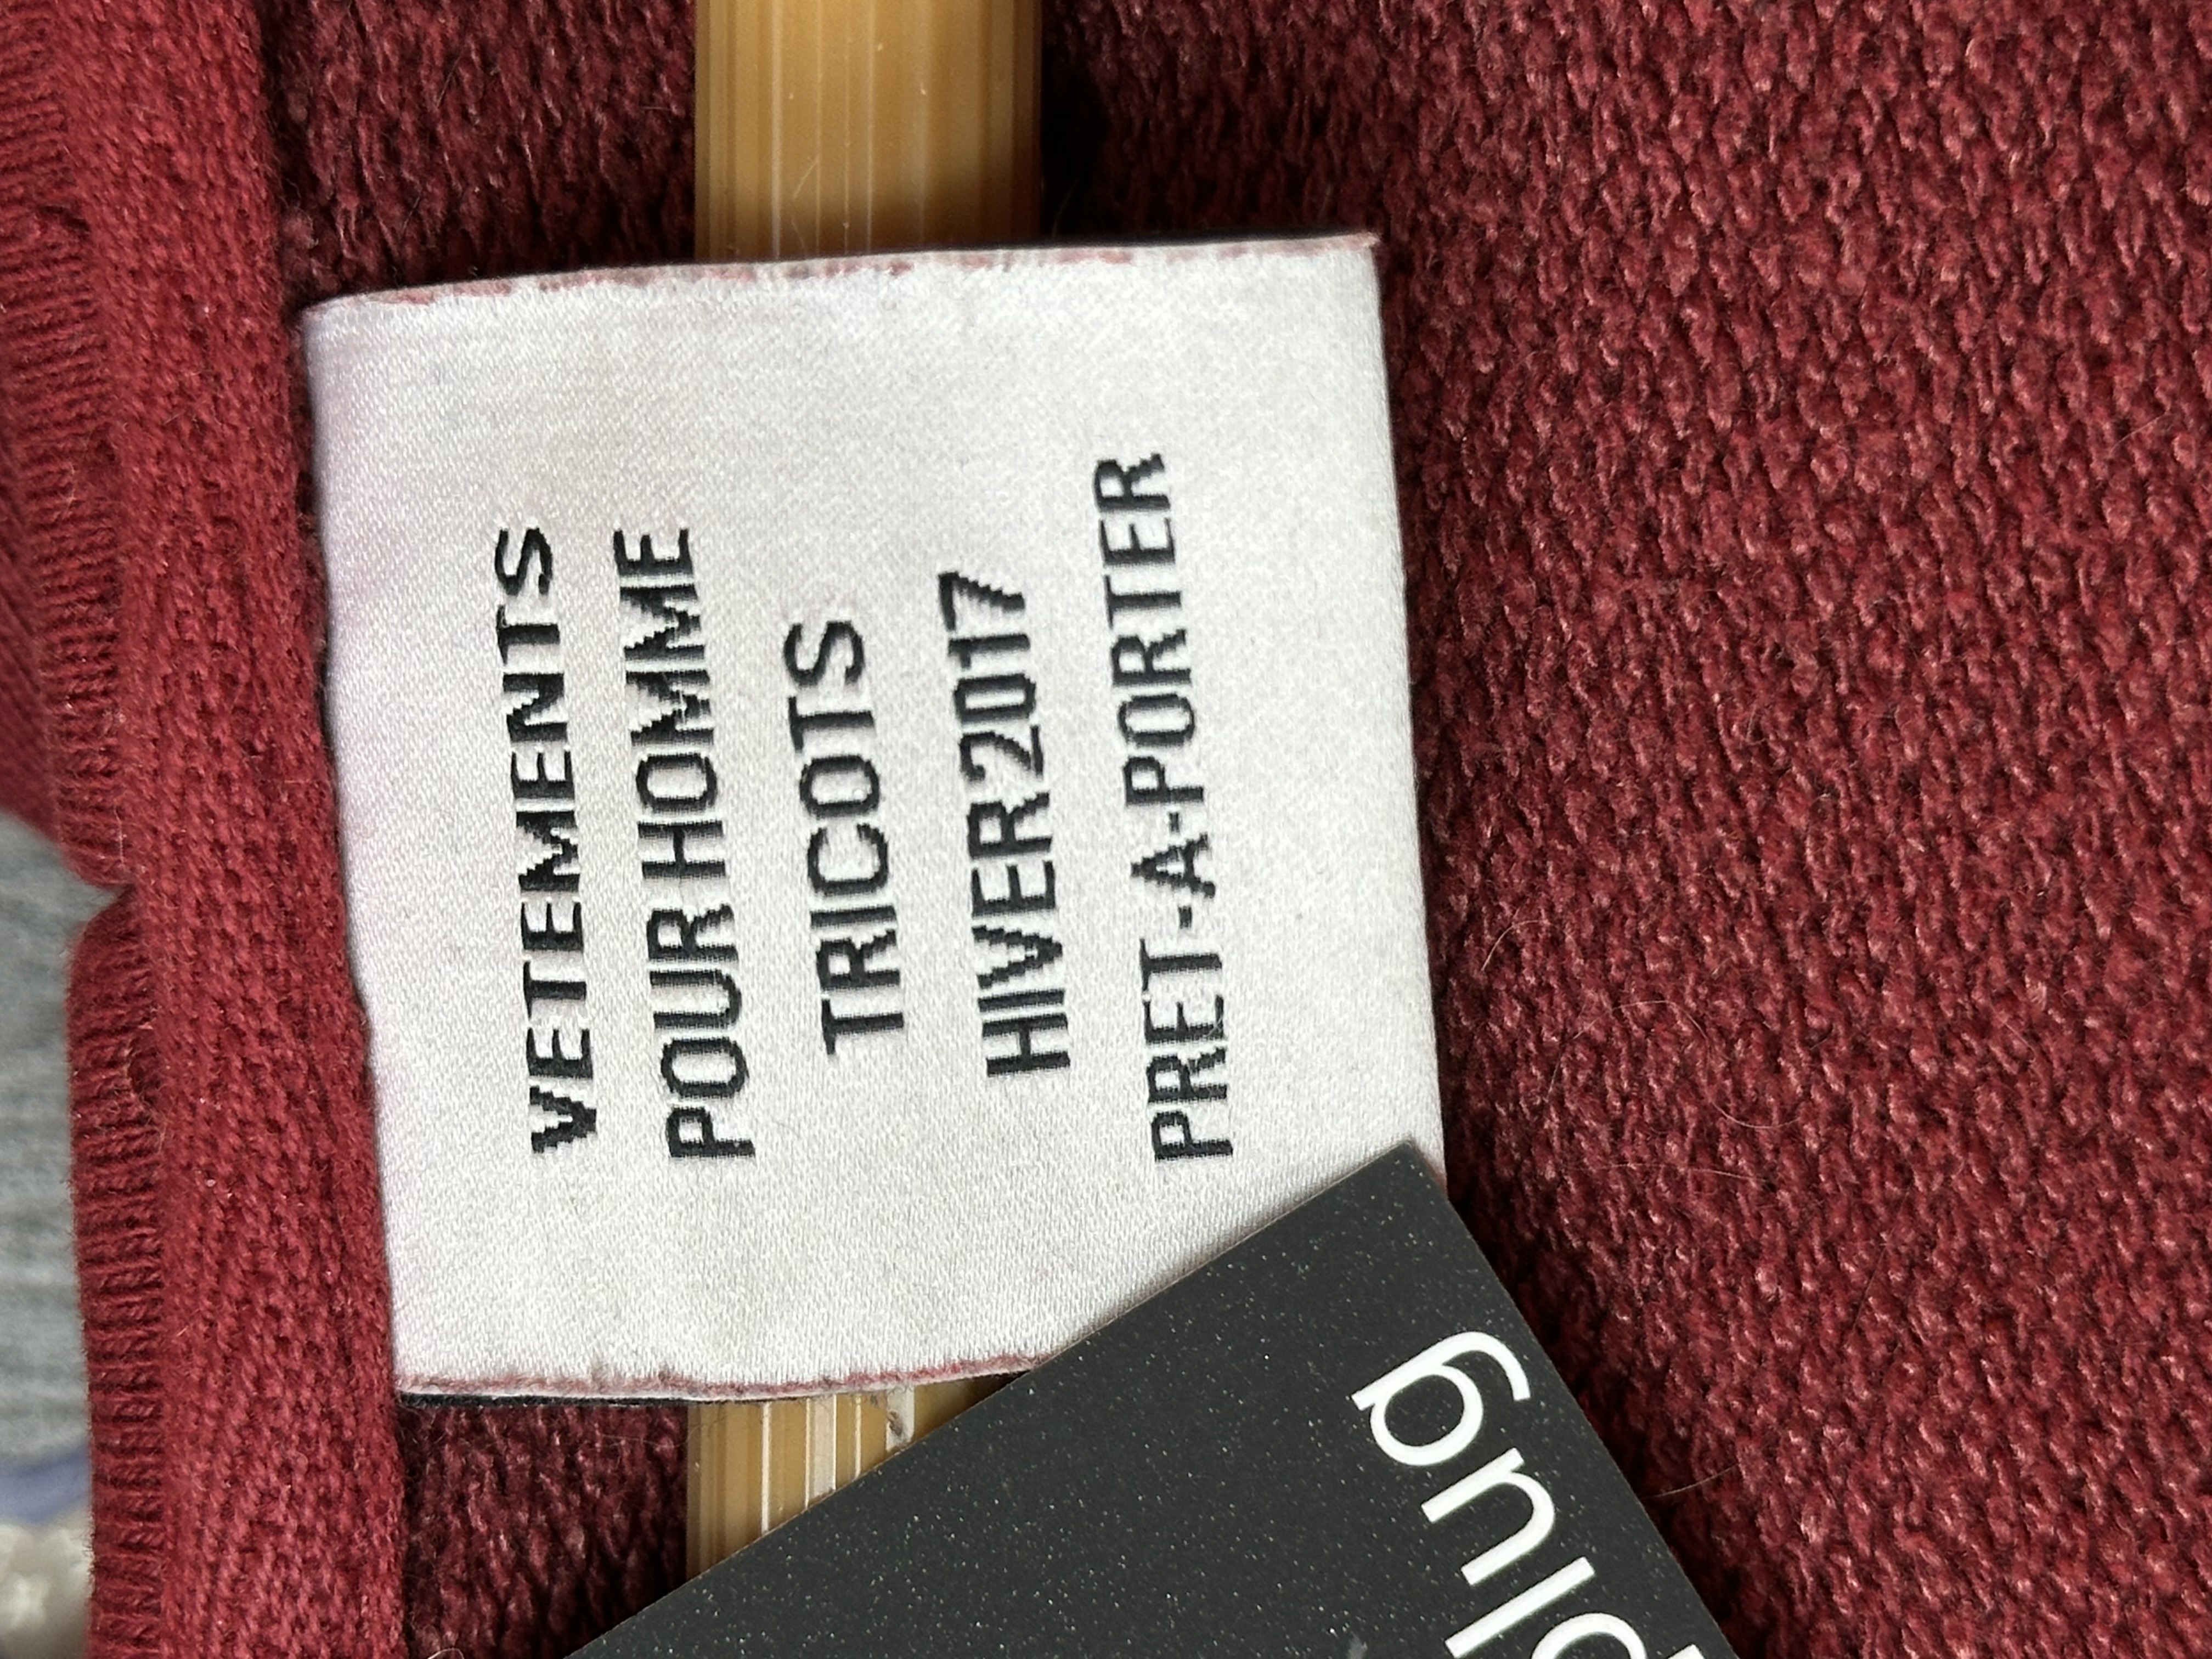 VETEMENTS
POUR HOMME
TRICOTS
HIVER 2017
PRET-A-PORTER